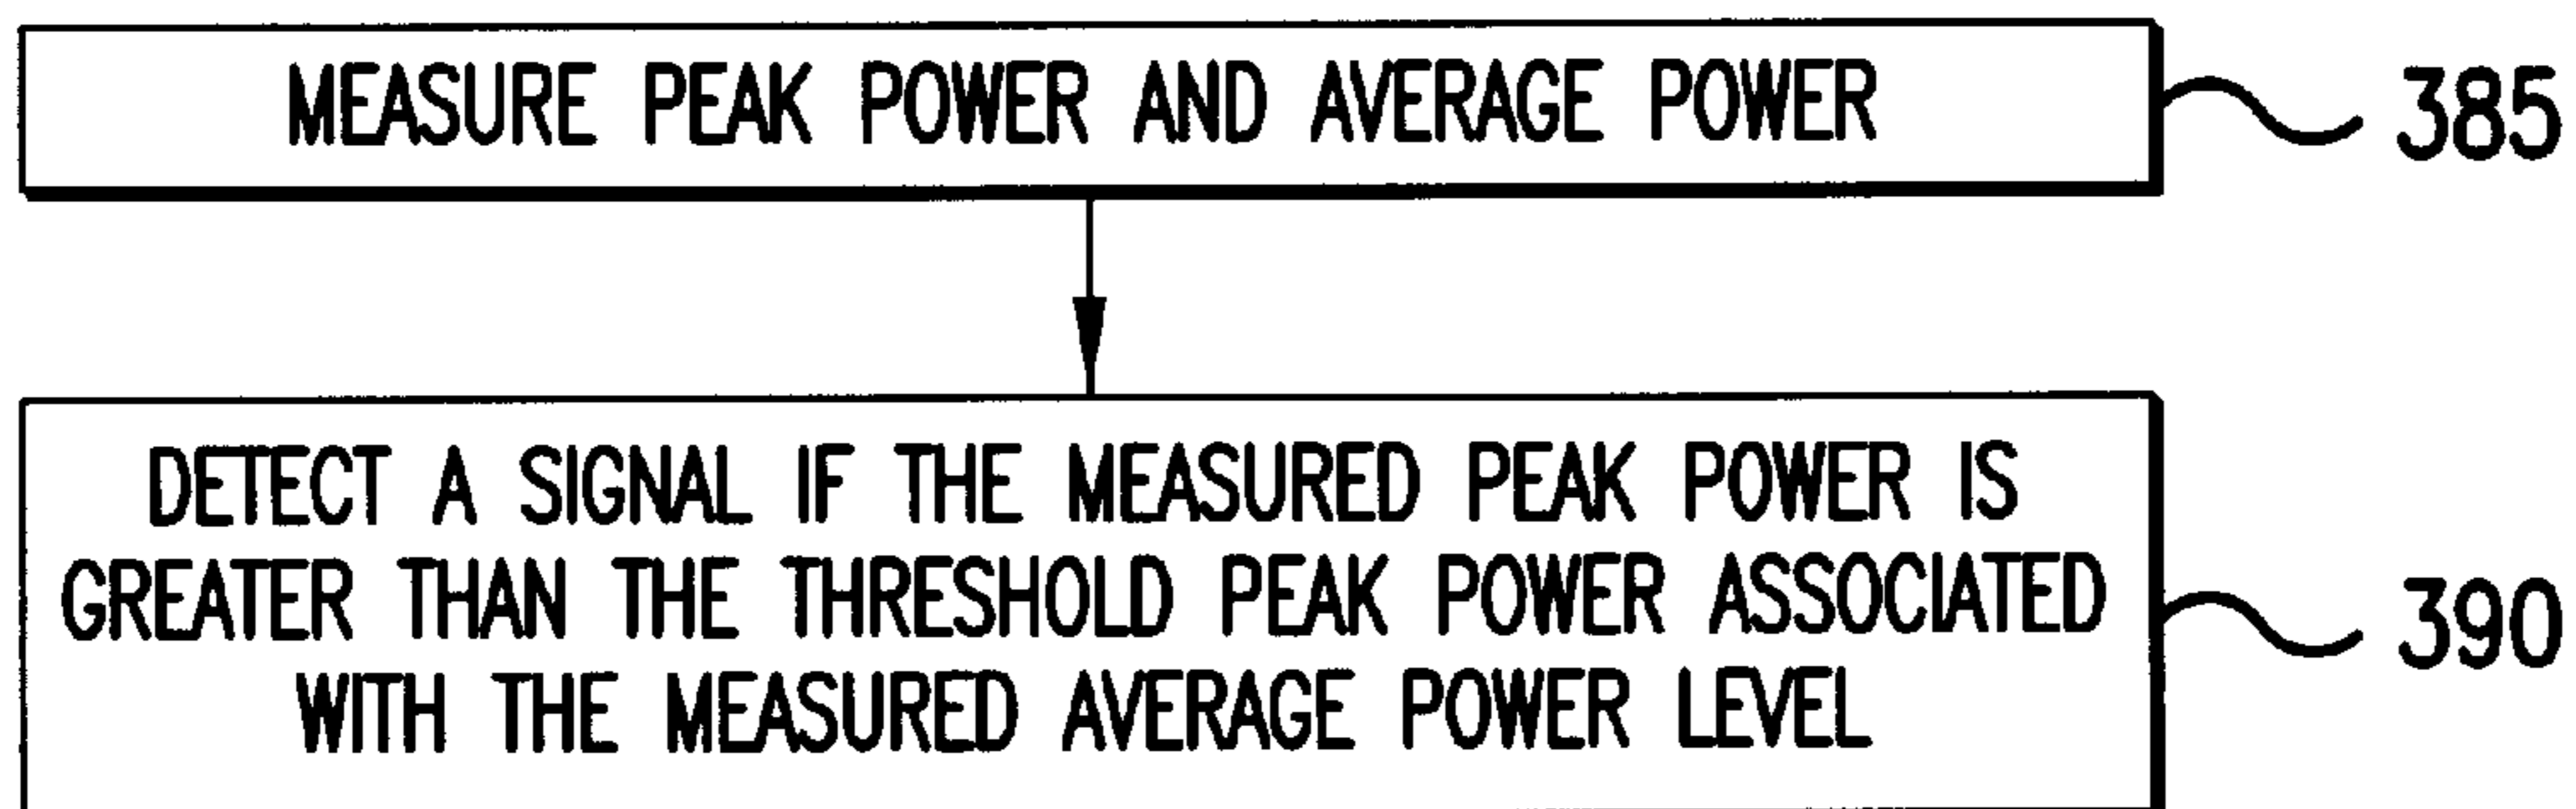 MEASURE PEAK POWER AND AVERAGE POWER
385
DETECT A SIGNAL IF THE MEASURED PEAK POWER IS
GREATER THAN THE THRESHOLD PEAK POWER ASSOCIATED
WITH THE MEASURED AVERAGE POWER LEVEL
390